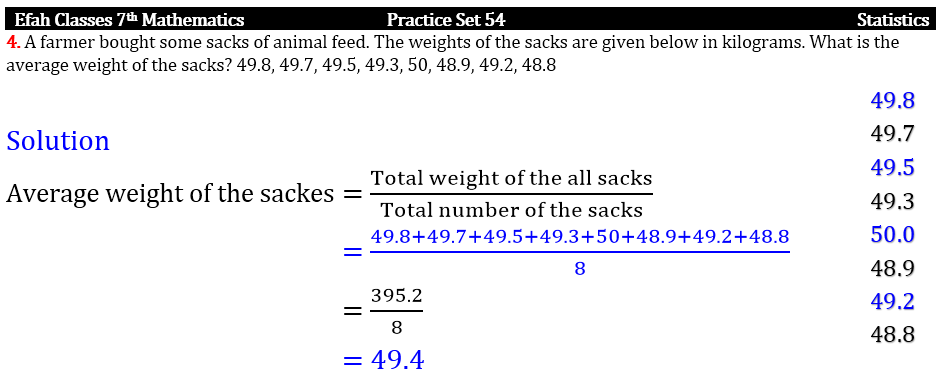 Efah Classes 7th Mathematics Practice Set 54 Statistics
4. A farmer bought some sacks of animal feed. The weights of the sacks are given below in kilograms. What is the
average weight of the sacks? 49.8, 49.7, 49.5, 49.3, 50, 48.9, 49.2, 48.8
Solution
Average weight of the sackes =
Total weight of the all sacks
Total number of the sacks
=
49.8+49.7+49.5+49.3+50+48.9+49.2+48.8
8
=
395.2
8
= 49.4
49.8
49.7
49.5
49.3
50.0
48.9
49.2
48.8